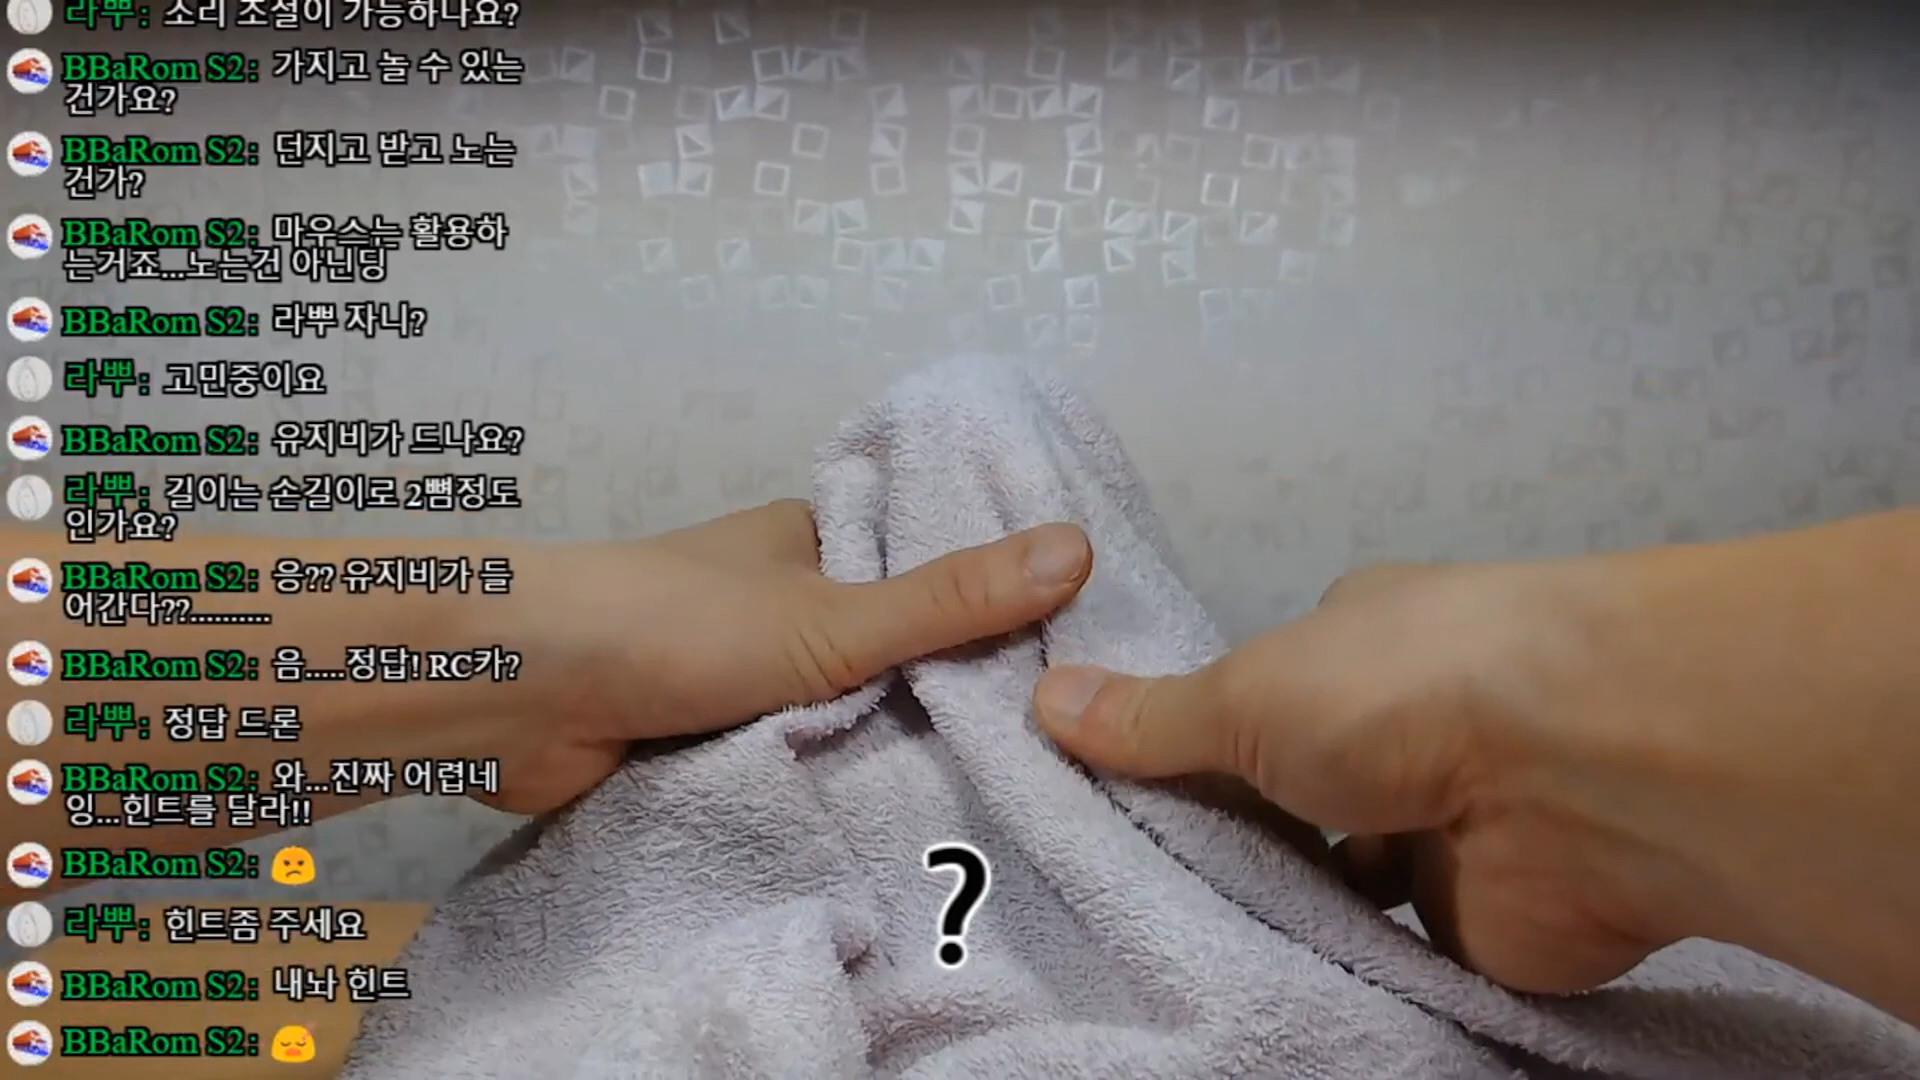 라뿌: 소리 조절이 가능하나요?
BBaRom S2: 가지고 놀 수 있는
건가요?
BBaRom S2: 던지고 받고 노는
건가?
BBaRom S2: 마우스는 활용하
는거죠...노는건 아닌딩
BBaRom S2: 라뿌 자니?
라뿌: 고민중이요
BBaRom S2: 유지비가 드나요?
라뿌: 길이는 손길이로 2뼘정도
인가요?
BBaRom S2: 응?? 유지비가 들
어간다??..........
BBaRom S2: 음.....정답! RC카?
라뿌: 정답 드론
BBaRom S2: 와...진짜 어렵네
잉...힌트를 달라!!
BBaRom S2: 😕
라뿌: 힌트좀 주세요
BBaRom S2: 내놔 힌트
BBaRom S2: 😴
?